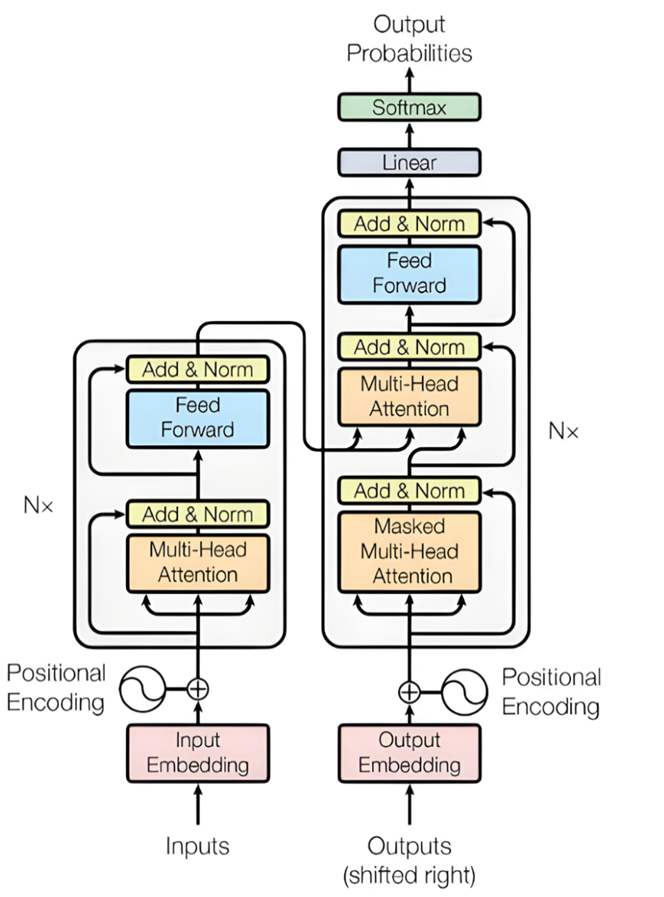 Output
Probabilities
Softmax
Linear
Add & Norm
Feed
Forward
Add & Norm
Multi-Head
Attention
Add & Norm
Masked
Multi-Head
Attention
Nx
Add & Norm
Feed
Forward
Add & Norm
Multi-Head
Attention
Nx
Positional
Encoding
Positional
Encoding
Input
Embedding
Output
Embedding
Inputs
Outputs
(shifted right)